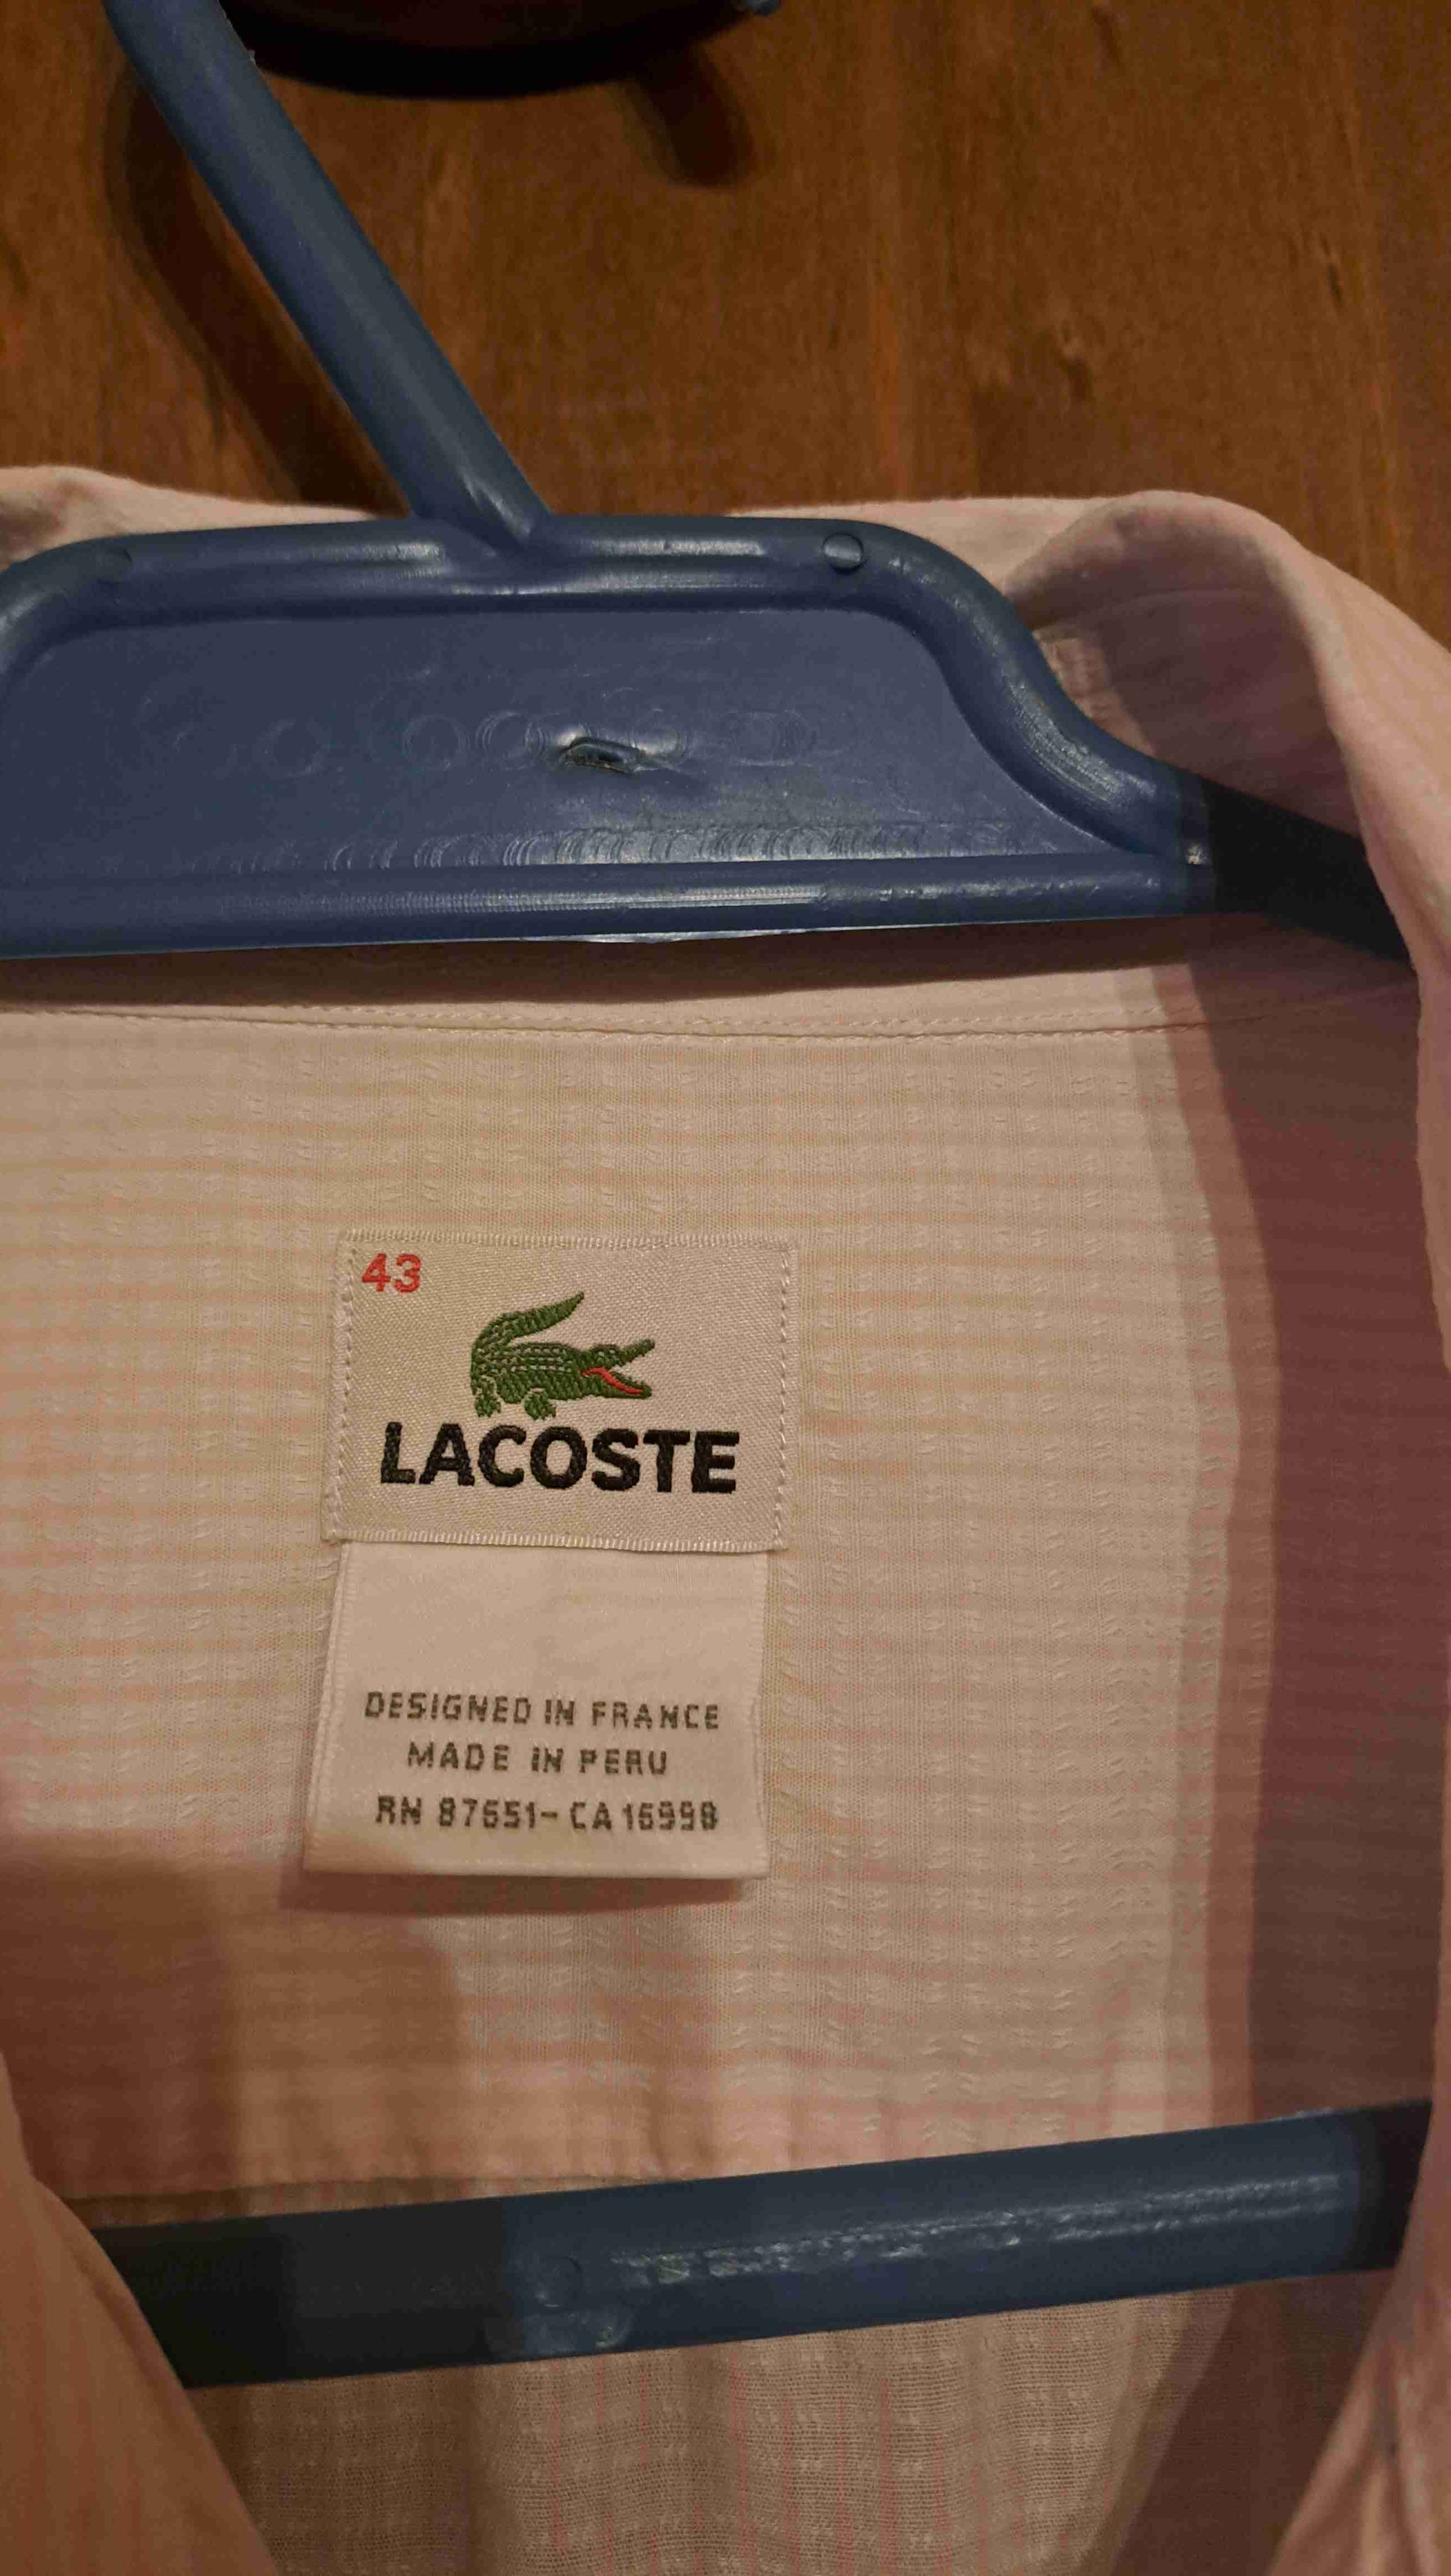 43
LACOSTE
DESIGNED IN FRANCE
MADE IN PERU
RN 87651-CA 16998